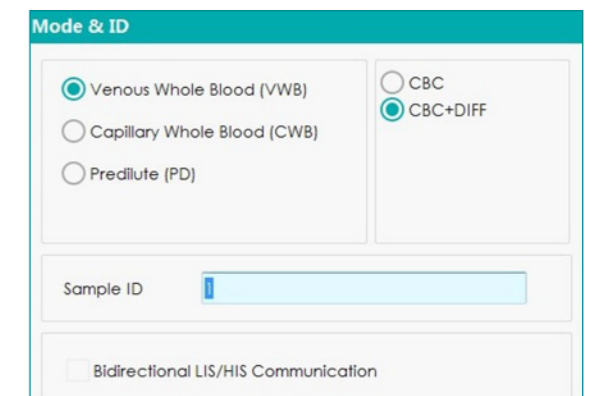 Mode & ID
Venous Whole Blood (VWB)
Capillary Whole Blood (CWB)
Predilute (PD)
CBC
CBC+DIFF
Sample ID
1
Bidirectional LIS/HIS Communication